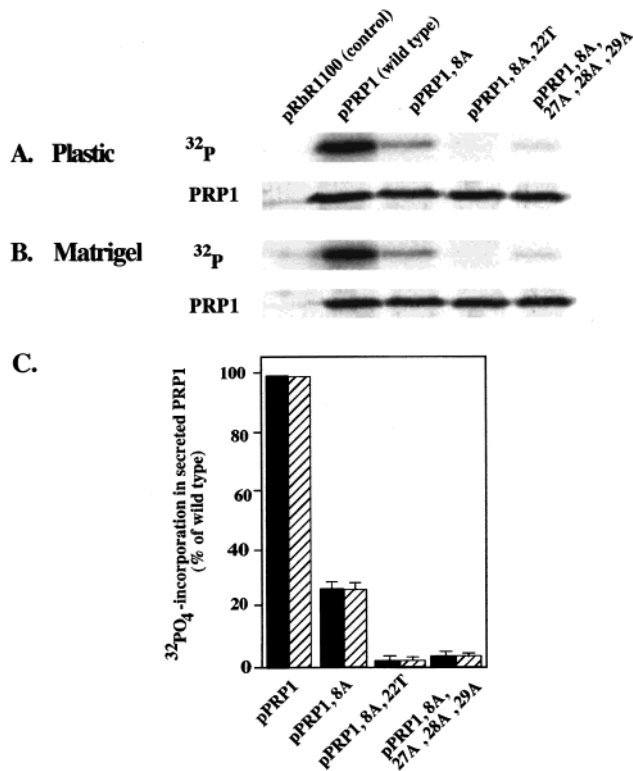 pRhR1100 (control)
pPRP1 (wild type)
pPRP1, 8A
pPRP1, 8A, 22T
pPRP1, 8A,
27A, 28A, 29A
A. Plastic
32P
PRP1
B. Matrigel
32P
PRP1
C.
32PO4-incorporation in secreted PRP1
(% of wild type)
100
80
60
40
20
0
pPRP1
pPRP1, 8A
pPRP1, 8A, 22T
pPRP1, 8A,
27A, 28A, 29A